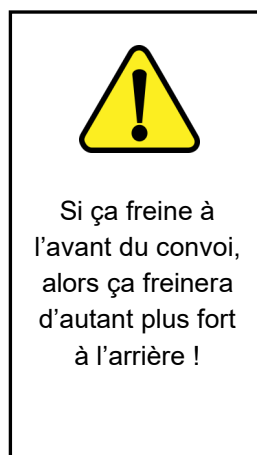 Si ça freine à
l’avant du convoi,
alors ça freinera
d’autant plus fort
à l’arrière !